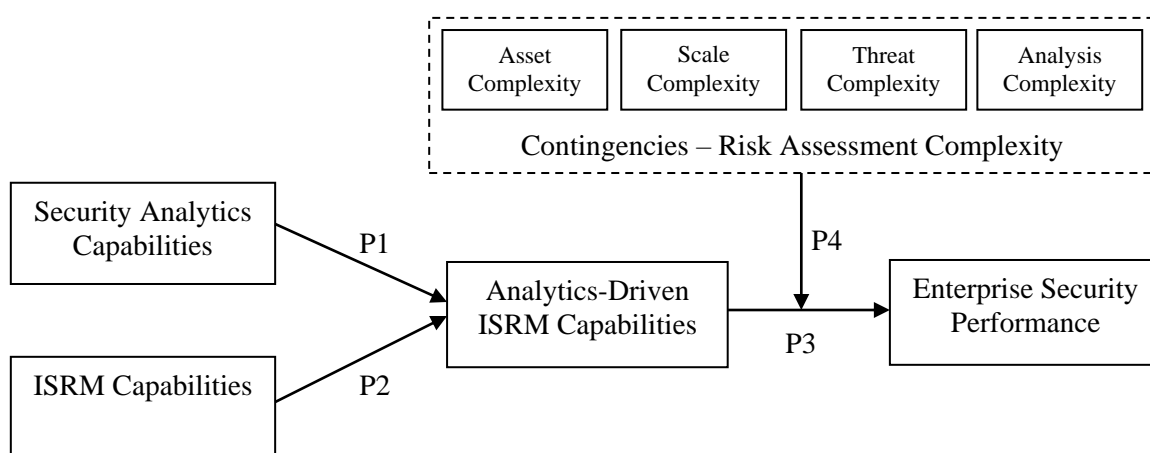 Asset
Complexity
Scale
Complexity
Threat
Complexity
Analysis
Complexity
Contingencies – Risk Assessment Complexity
Security Analytics
Capabilities
P1
P4
Analytics-Driven
ISRM Capabilities
Enterprise Security
Performance
P3
ISRM Capabilities
P2